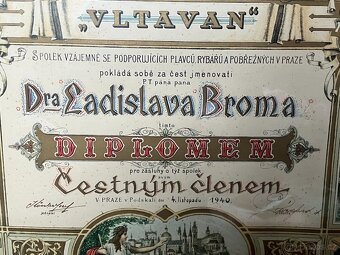 „VLTAVAN"
SPOLEK VZÁJEMNĚ SE PODPORUJÍCÍCH PLAVCŮ, RYBÁŘŮ A POBŘEŽNÝCH V PRAZE
pokládá sobě za čest jmenovati
P.T. pána pana
Dra Ladislava Broma
tímto
DIPLOMEM
pro zásluhy o týž spolek
svým
Čestným členem
V PRAZE v Podskalí dne 4. listopadu 1940.